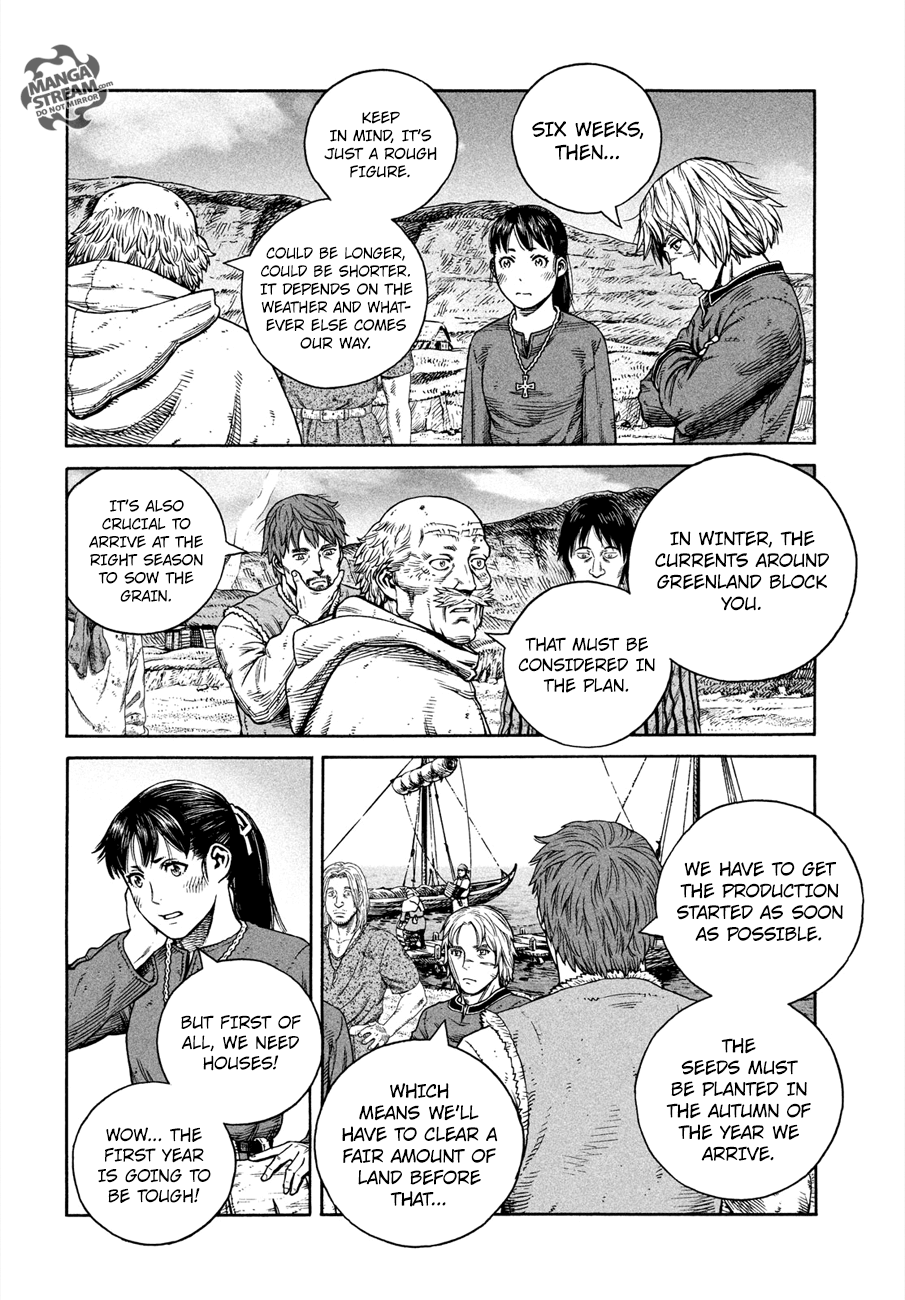 MANGA
STREAM.com
DO NOT MIRROR
SIX WEEKS,
THEN...
KEEP
IN MIND, IT'S
JUST A ROUGH
FIGURE.
COULD BE LONGER,
COULD BE SHORTER.
IT DEPENDS ON THE
WEATHER AND WHAT-
EVER ELSE COMES
OUR WAY.
IN WINTER, THE
CURRENTS AROUND
GREENLAND BLOCK
YOU.
THAT MUST BE
CONSIDERED IN
THE PLAN.
IT'S ALSO
CRUCIAL TO
ARRIVE AT THE
RIGHT SEASON
TO SOW THE
GRAIN.
WE HAVE TO GET
THE PRODUCTION
STARTED AS SOON
AS POSSIBLE.
THE
SEEDS MUST
BE PLANTED IN
THE AUTUMN OF
THE YEAR WE
ARRIVE.
WHICH
MEANS WE'LL
HAVE TO CLEAR A
FAIR AMOUNT OF
LAND BEFORE
THAT...
BUT FIRST OF
ALL, WE NEED
HOUSES!
WOW... THE
FIRST YEAR
IS GOING TO
BE TOUGH!